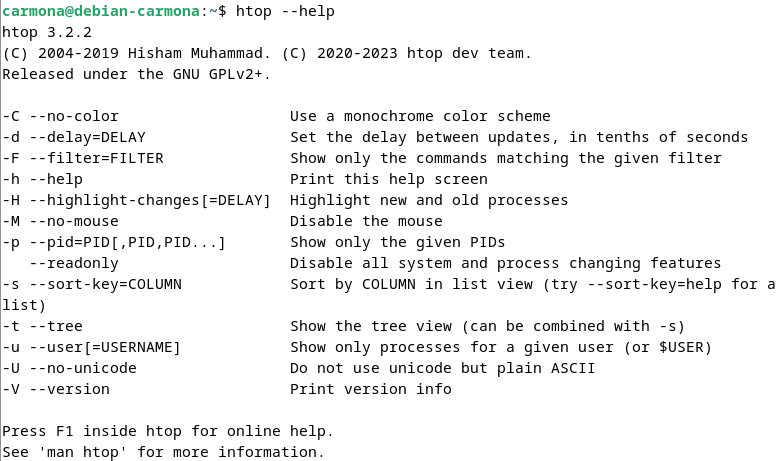 carmona@debian-carmona:~$ htop --help
htop 3.2.2
(C) 2004-2019 Hisham Muhammad. (C) 2020-2023 htop dev team.
Released under the GNU GPLv2+.

-C --no-color                   Use a monochrome color scheme
-d --delay=DELAY                Set the delay between updates, in tenths of seconds
-F --filter=FILTER              Show only the commands matching the given filter
-h --help                       Print this help screen
-H --highlight-changes[=DELAY]  Highlight new and old processes
-M --no-mouse                   Disable the mouse
-p --pid=PID[,PID,PID...]       Show only the given PIDs
   --readonly                   Disable all system and process changing features
-s --sort-key=COLUMN            Sort by COLUMN in list view (try --sort-key=help for a
list)
-t --tree                       Show the tree view (can be combined with -s)
-u --user[=USERNAME]            Show only processes for a given user (or $USER)
-U --no-unicode                 Do not use unicode but plain ASCII
-V --version                    Print version info

Press F1 inside htop for online help.
See 'man htop' for more information.